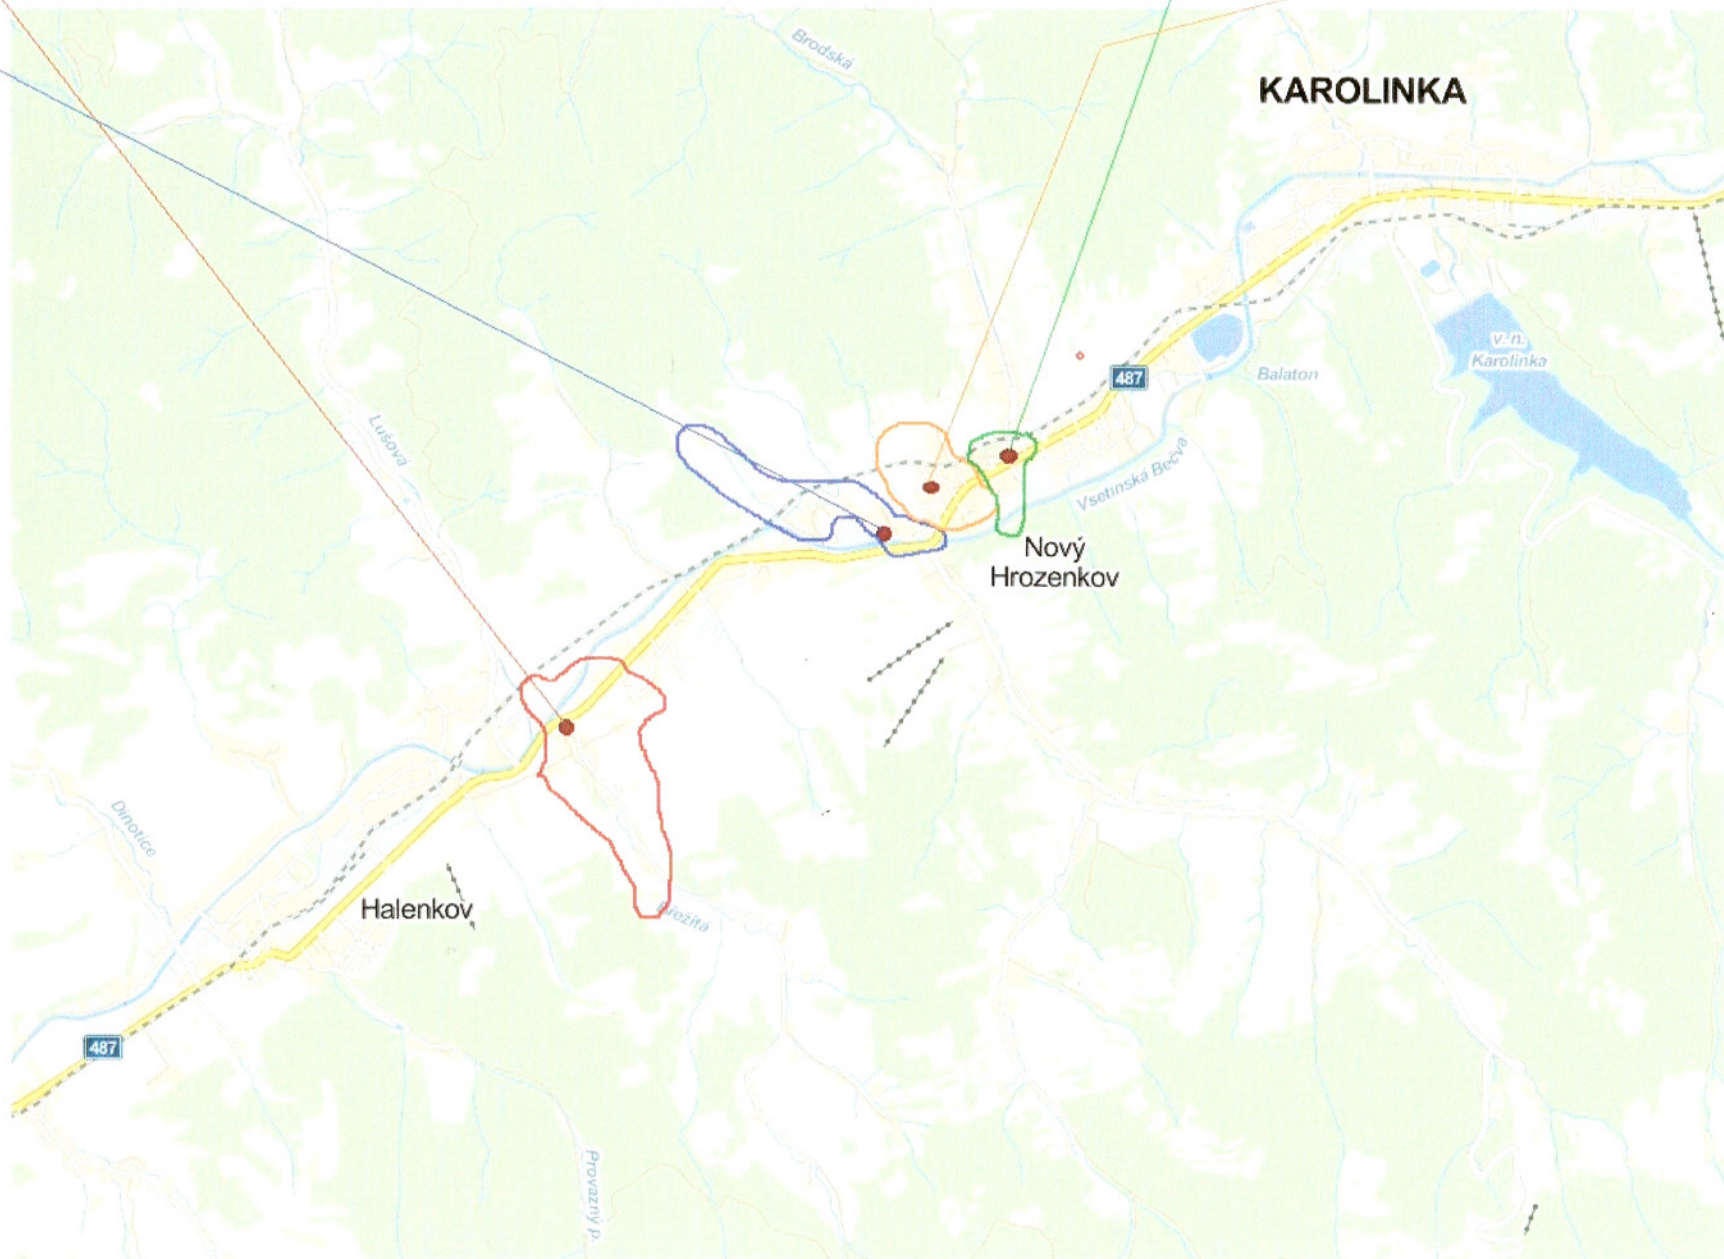 Brodská
KAROLINKA
v. n.
Karolinka
487
Balaton
Lušová
Vsetínská Bečva
Nový
Hrozenkov
Dinotice
Halenkov
Břežitá
487
Provazný p.